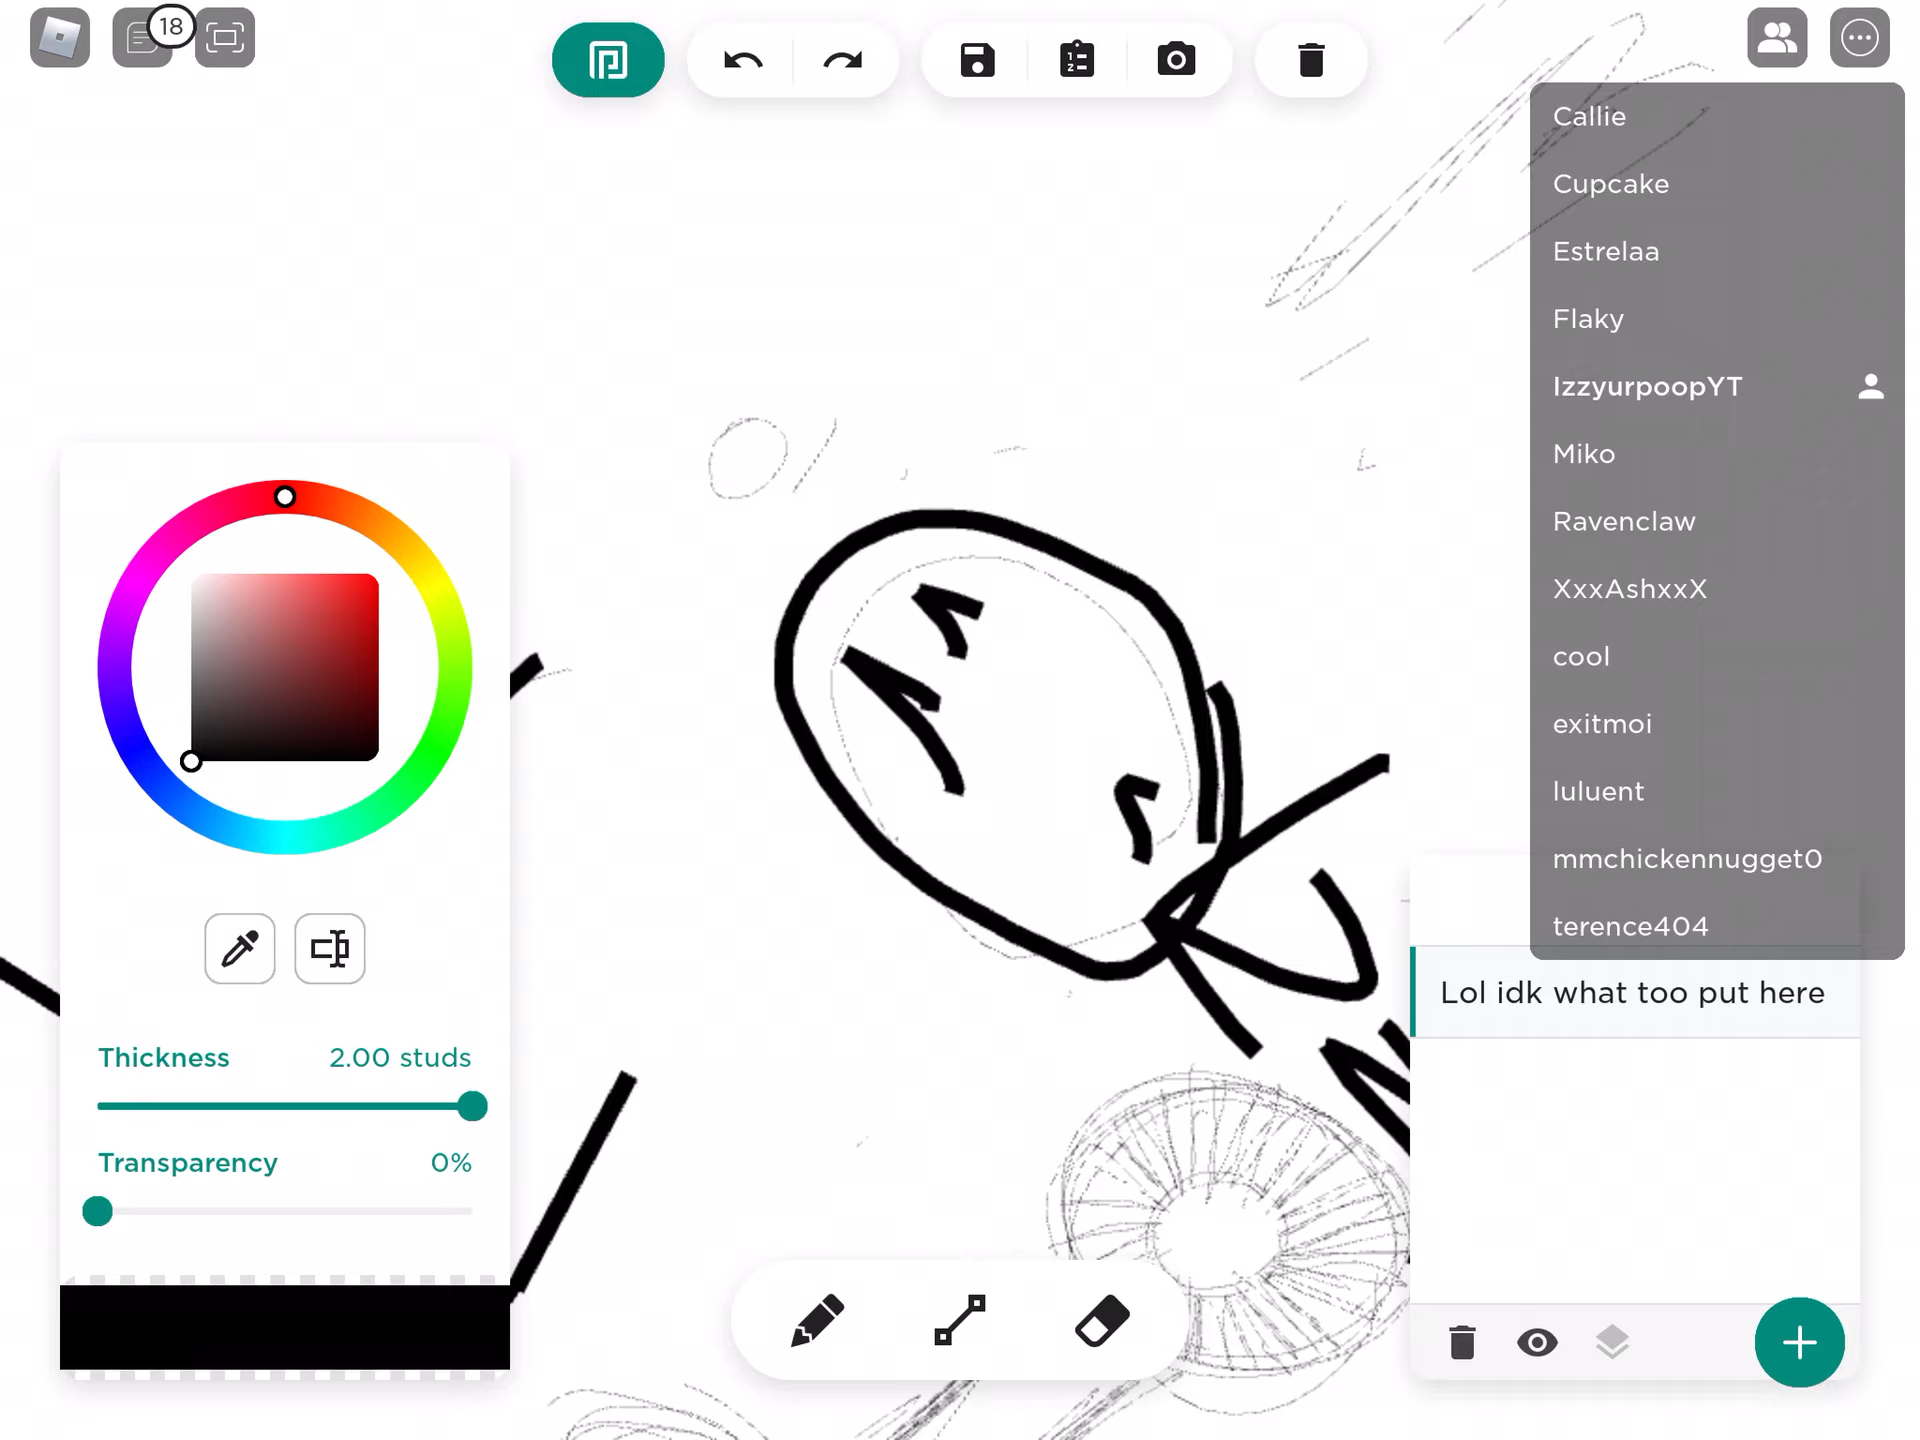 18
Callie
Cupcake
Estrelaa
Flaky
IzzyurpoopYT
Miko
Ravenclaw
XxxAshxxX
cool
exitmoi
luluent
mmchickennugget0
terence404
Lol idk what too put here
Thickness 2.00 studs
Transparency 0%